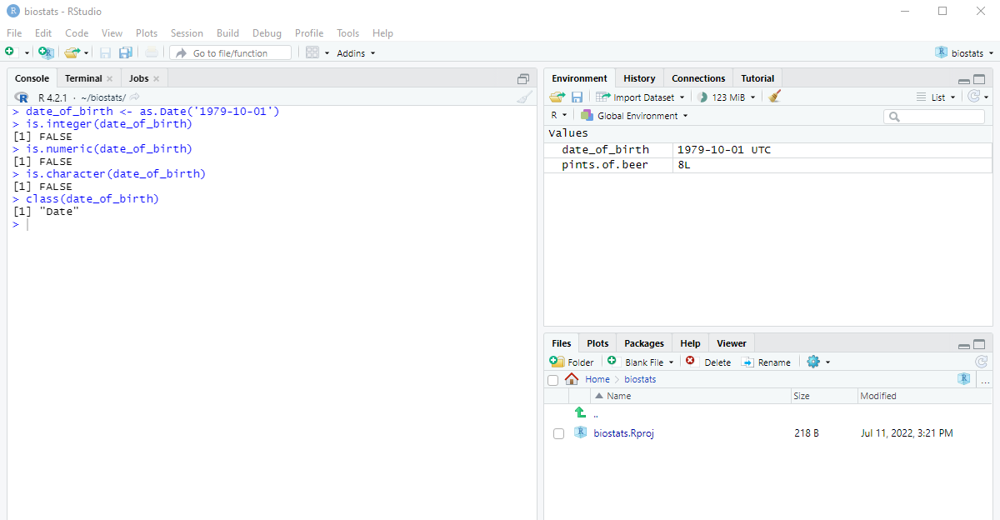 biostats - RStudio
File Edit Code View Plots Session Build Debug Profile Tools Help
Go to file/function Addins biostats
Console Terminal Jobs
R 4.2.1 · ~/biostats/
> date_of_birth <- as.Date('1979-10-01')
> is.integer(date_of_birth)
[1] FALSE
> is.numeric(date_of_birth)
[1] FALSE
> is.character(date_of_birth)
[1] FALSE
> class(date_of_birth)
[1] "Date"
>
Environment History Connections Tutorial
Import Dataset 123 MiB List
R Global Environment
Values
date_of_birth 1979-10-01 UTC
pints.of.beer 8L
Files Plots Packages Help Viewer
Folder Blank File Delete Rename
Home biostats ...
Name Size Modified
..
biostats.Rproj 218 B Jul 11, 2022, 3:21 PM